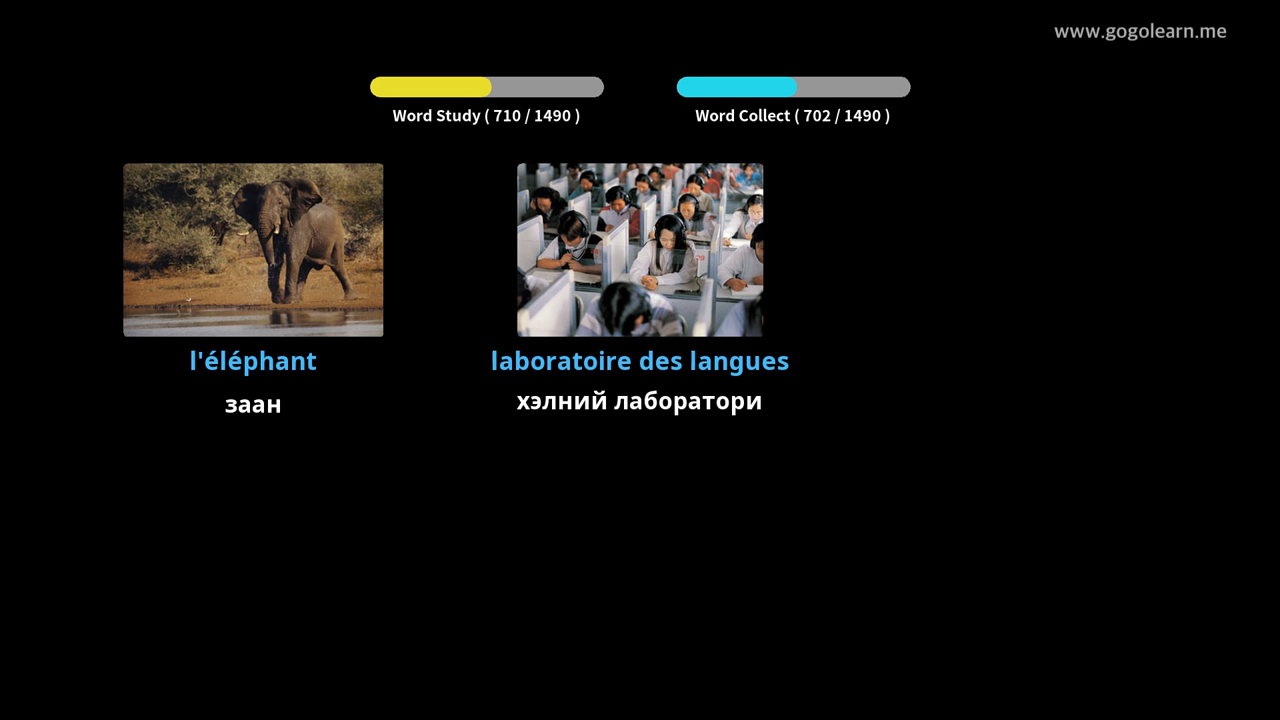 www.gogolearn.me
Word Study ( 710 / 1490 )
Word Collect ( 702 / 1490 )
l'éléphant
заан
laboratoire des langues
хэлний лаборатори